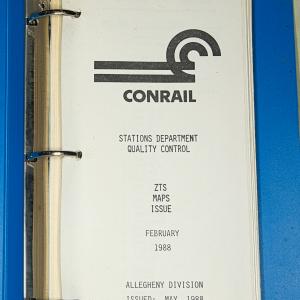 CONRAIL
STATIONS DEPARTMENT
QUALITY CONTROL
ZTS
MAPS
ISSUE
FEBRUARY
1988
ALLEGHENY DIVISION
ISSUED: MAY, 1988